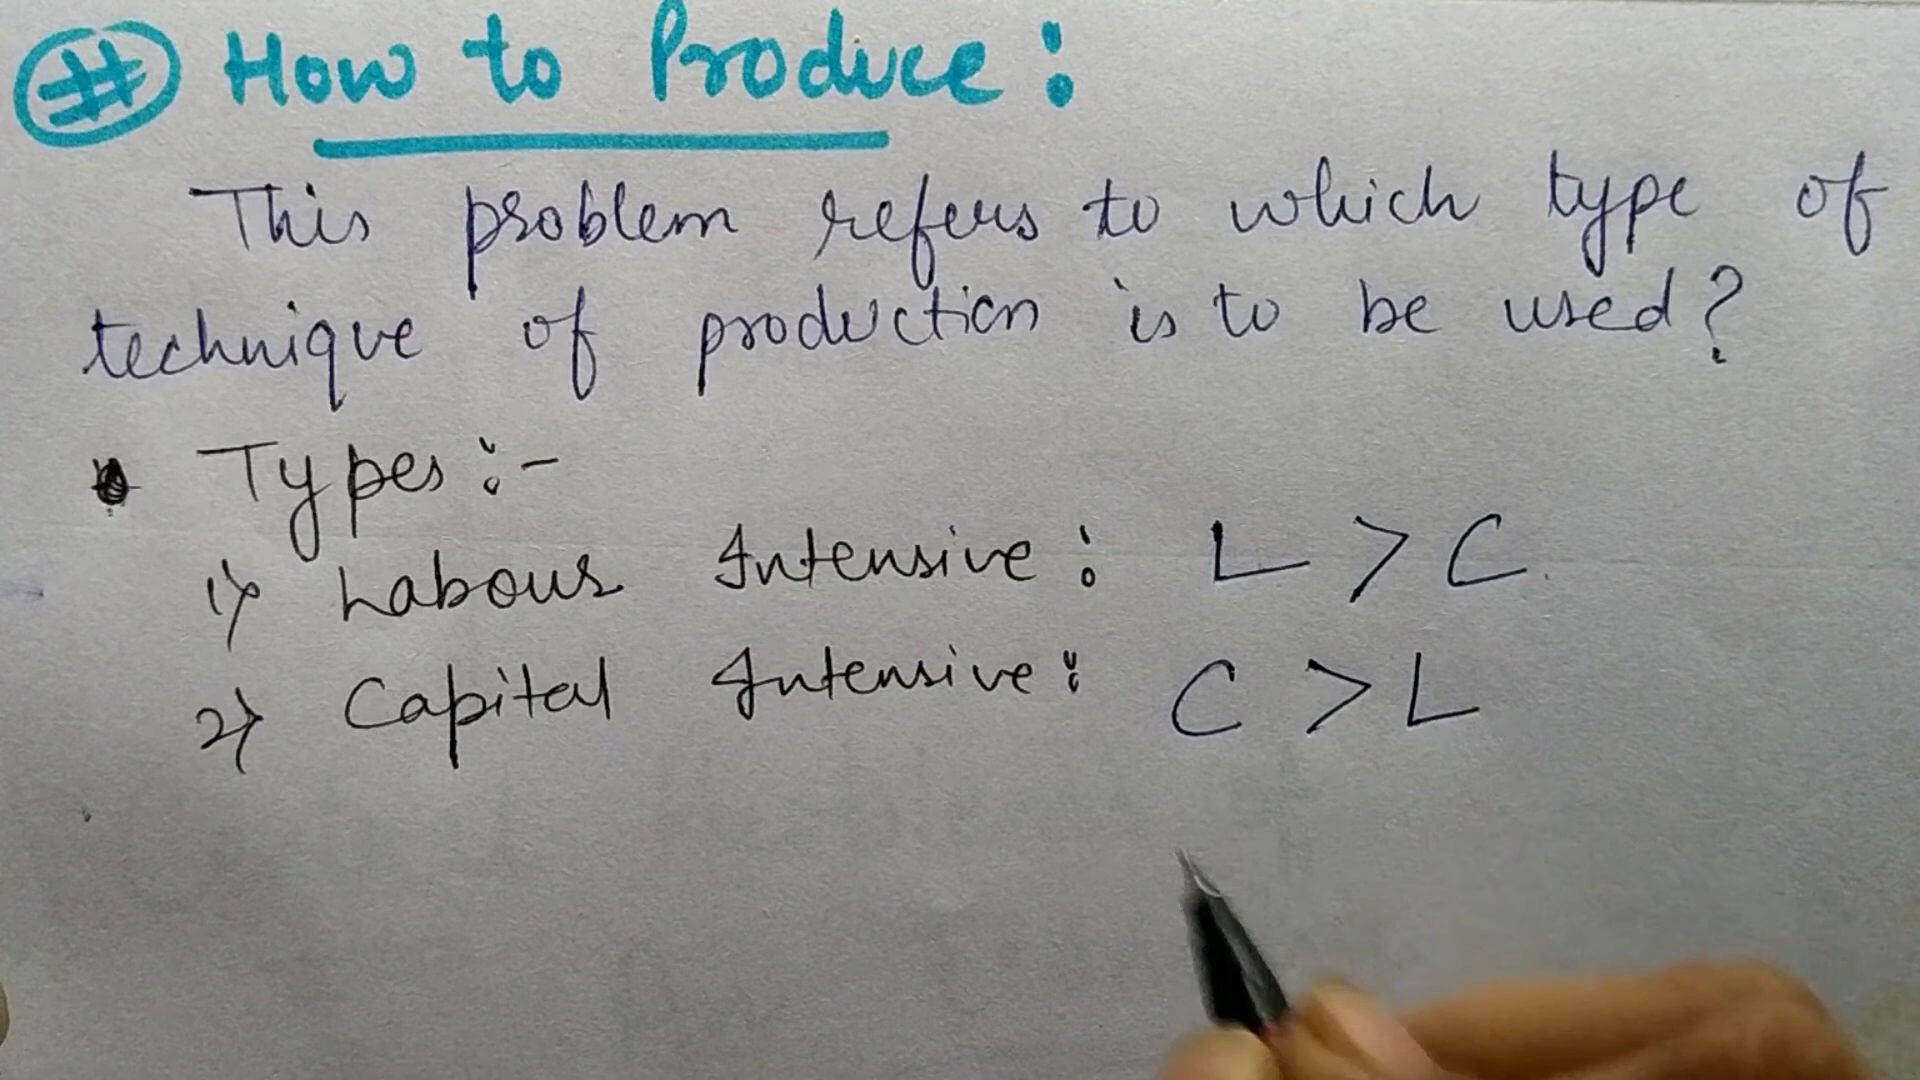 # How to Produce:
This problem refers to which type of
technique of production is to be used?
• Types :-
1) Labour Intensive : L > C
2) Capital Intensive : C > L